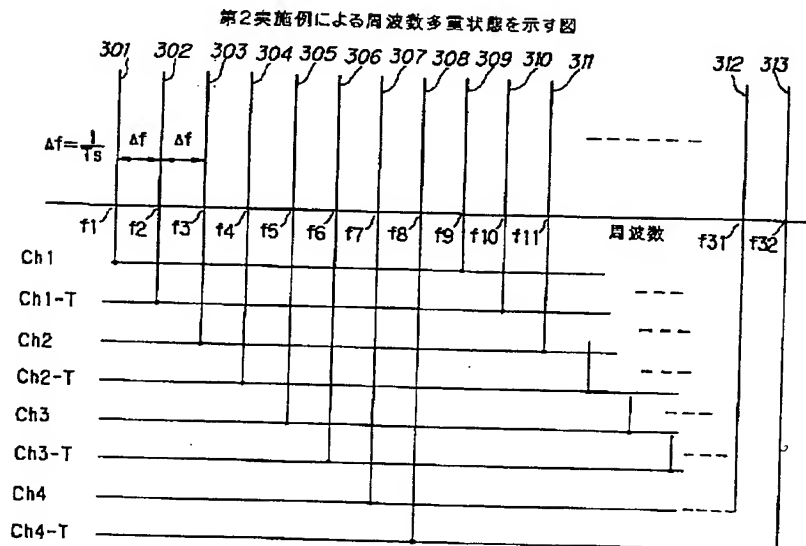 第2実施例による周波数多重状態を示す図
301 302 303 304 305 306 307 308 309 310 311 312 313
Δf=1/Ts Δf Δf
f1 f2 f3 f4 f5 f6 f7 f8 f9 f10 f11 周波数 f31 f32
Ch1
Ch1-T
Ch2
Ch2-T
Ch3
Ch3-T
Ch4
Ch4-T